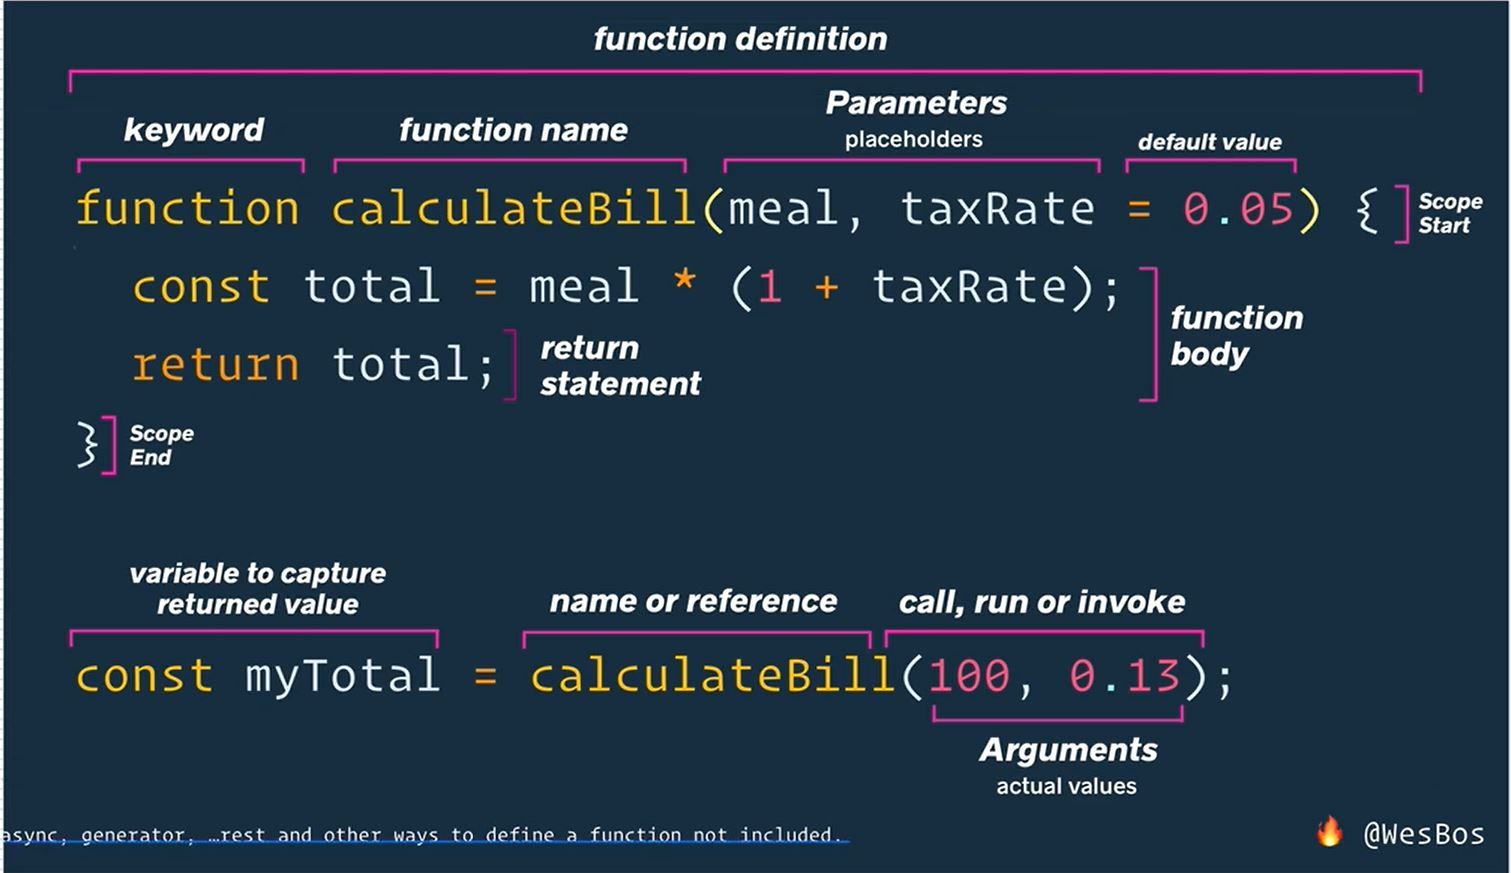 function definition
keyword
function name
Parameters
placeholders
default value
function calculateBill(meal, taxRate = 0.05) {
Scope
Start
const total = meal * (1 + taxRate);
function
body
return total;
return
statement
}
Scope
End
variable to capture
returned value
name or reference
call, run or invoke
const myTotal = calculateBill(100, 0.13);
Arguments
actual values
async, generator, …rest and other ways to define a function not included.
🔥 @WesBos